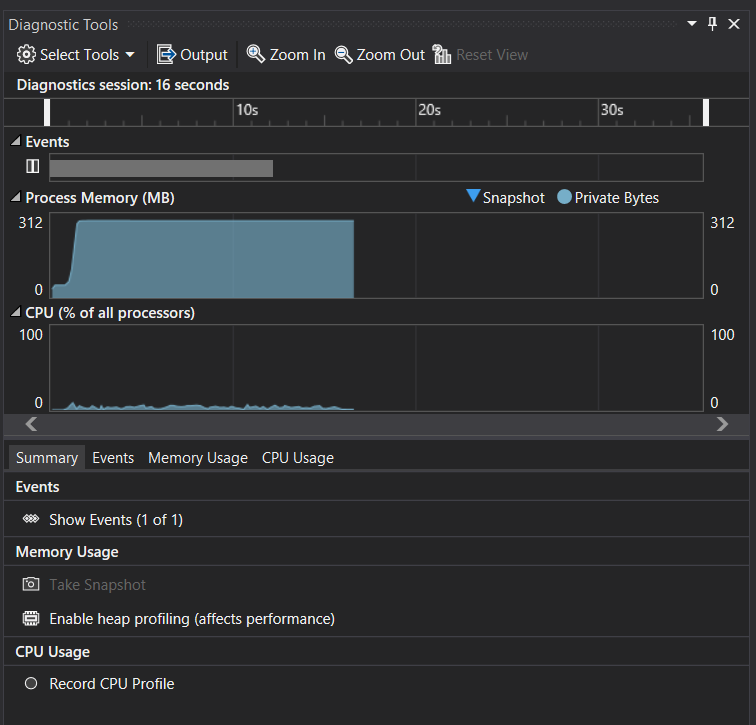 Diagnostic Tools
Select Tools Output Zoom In Zoom Out Reset View
Diagnostics session: 16 seconds
10s 20s 30s
Events
Process Memory (MB) Snapshot Private Bytes
312 312
0 0
CPU (% of all processors)
100 100
0 0
Summary Events Memory Usage CPU Usage
Events
Show Events (1 of 1)
Memory Usage
Take Snapshot
Enable heap profiling (affects performance)
CPU Usage
Record CPU Profile